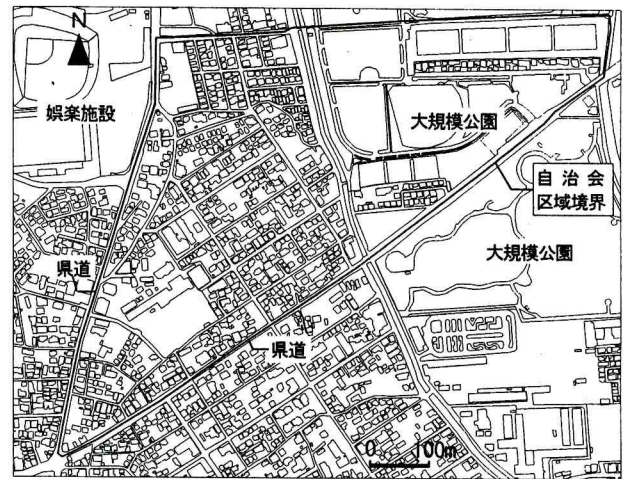 N
娯楽施設
大規模公園
自治会
区域境界
大規模公園
県道
県道
0 100m